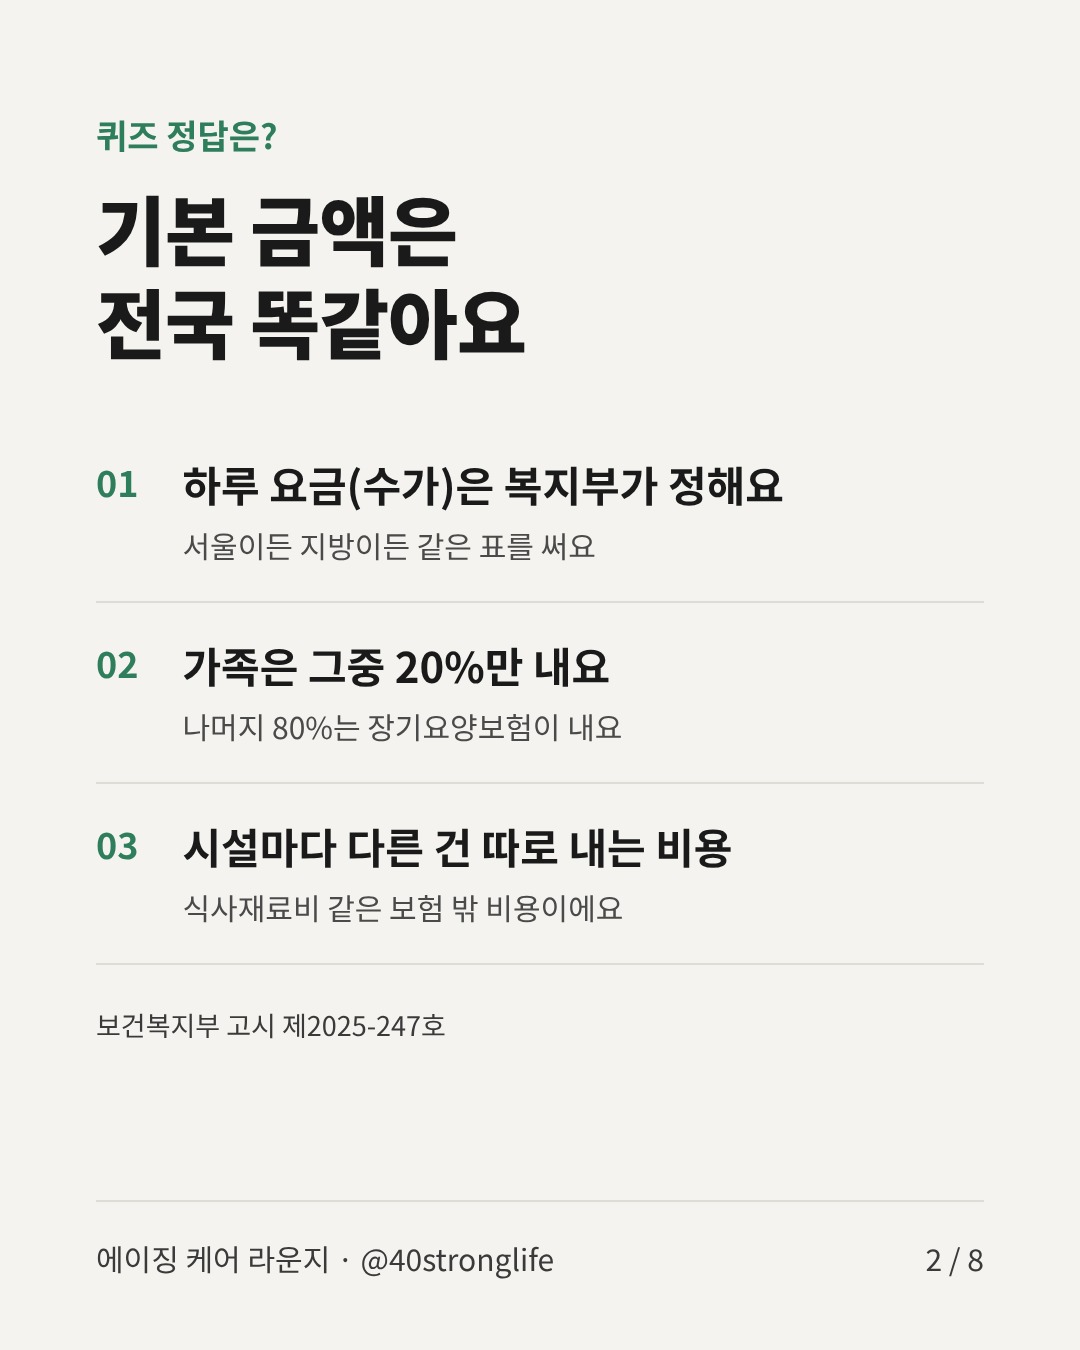 퀴즈 정답은?
기본 금액은
전국 똑같아요
01 하루 요금(수가)은 복지부가 정해요
서울이든 지방이든 같은 표를 써요
02 가족은 그중 20%만 내요
나머지 80%는 장기요양보험이 내요
03 시설마다 다른 건 따로 내는 비용
식사재료비 같은 보험 밖 비용이에요
보건복지부 고시 제2025-247호
에이징 케어 라운지 · @40stronglife 2 / 8